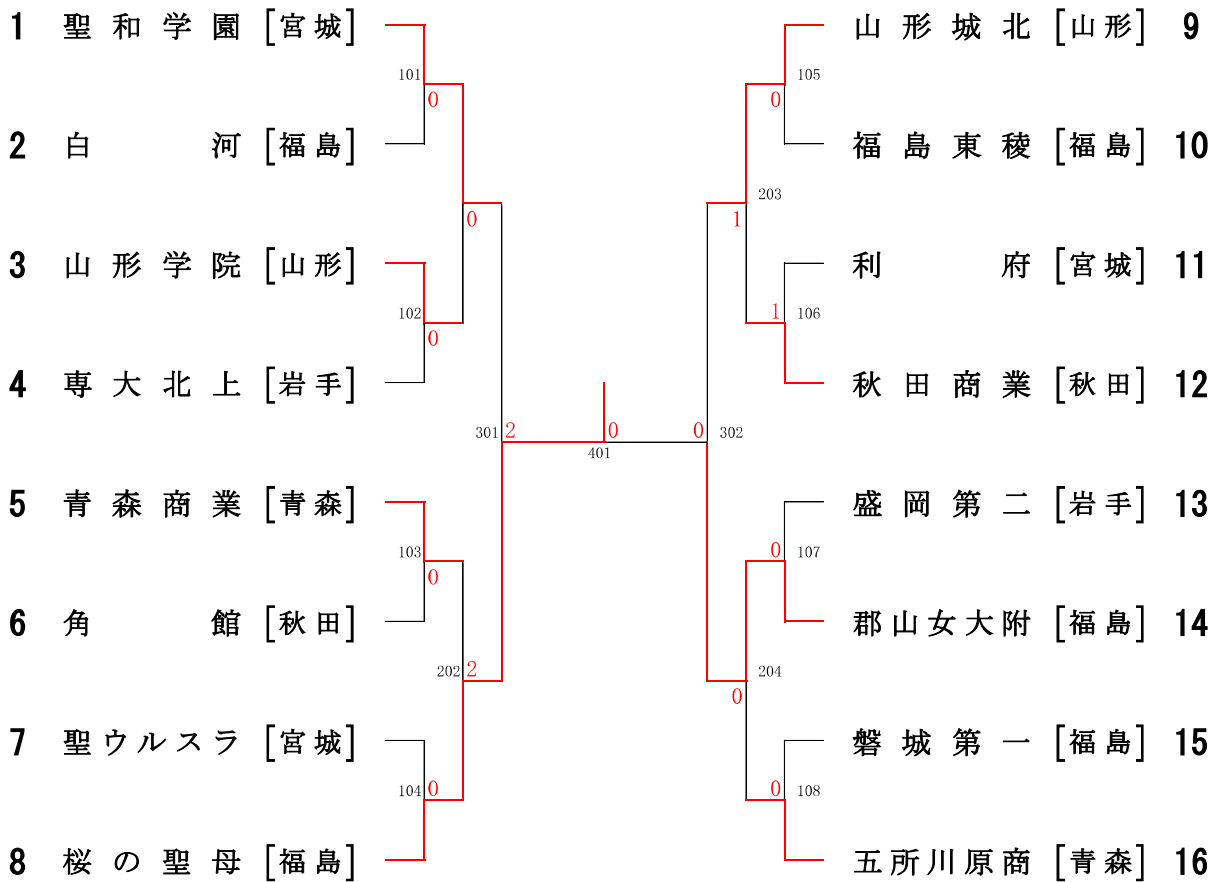 1 聖和学園 [宮城]
101
0
2 白河 [福島]
0
3 山形学院 [山形]
102
0
4 専大北上 [岩手]
301 2
5 青森商業 [青森]
103
0
6 角館 [秋田]
202 2
7 聖ウルスラ [宮城]
104 0
8 桜の聖母 [福島]
0
401
山形城北 [山形] 9
105
0
福島東稜 [福島] 10
203
1
利府 [宮城] 11
1 106
秋田商業 [秋田] 12
0 302
盛岡第二 [岩手] 13
0 107
郡山女大附 [福島] 14
204
0
磐城第一 [福島] 15
0 108
五所川原商 [青森] 16